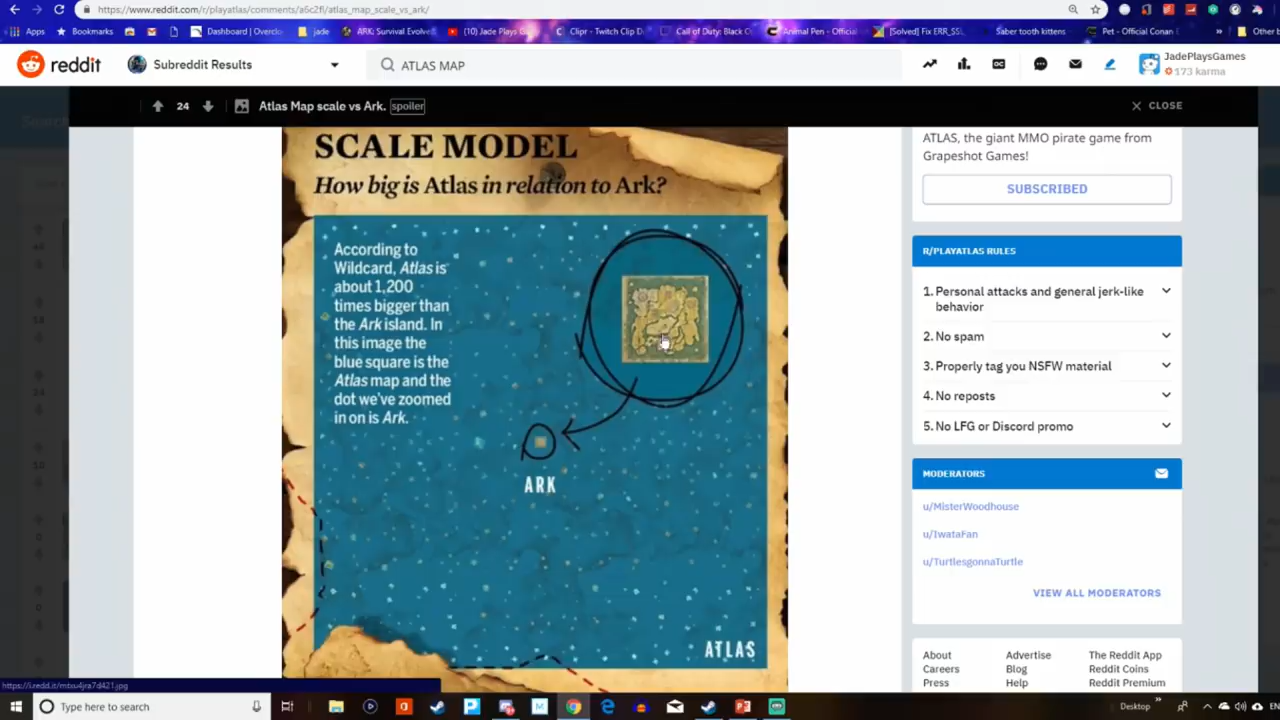 https://www.reddit.com/r/playatlas/comments/a6c2fl/atlas_map_scale_vs_ark/
Apps
Bookmarks
Dashboard | Overclo
jade
ARK: Survival Evolve
(10) Jade Plays G
Clipr - Twitch Clip D
Call of Duty: Black O
Animal Pen - Official
[Solved] Fix ERR_SSL
Saber tooth kittens
Pet - Official Conan E
»
Other b
reddit
Subreddit Results
ATLAS MAP
JadePlaysGames
173 karma
24
Atlas Map scale vs Ark.
spoiler
CLOSE
SCALE MODEL
How big is Atlas in relation to Ark?
According to
Wildcard, Atlas is
about 1,200
times bigger than
the Ark island. In
this image the
blue square is the
Atlas map and the
dot we've zoomed
in on is Ark.
ARK
ATLAS
ATLAS, the giant MMO pirate game from
Grapeshot Games!
SUBSCRIBED
R/PLAYATLAS RULES
1. Personal attacks and general jerk-like
behavior
2. No spam
3. Properly tag you NSFW material
4. No reposts
5. No LFG or Discord promo
MODERATORS
u/MisterWoodhouse
u/IwataFan
u/TurtlesgonnaTurtle
VIEW ALL MODERATORS
About
Advertise
The Reddit App
Careers
Blog
Reddit Coins
Press
Help
Reddit Premium
Type here to search
Desktop
»
EN